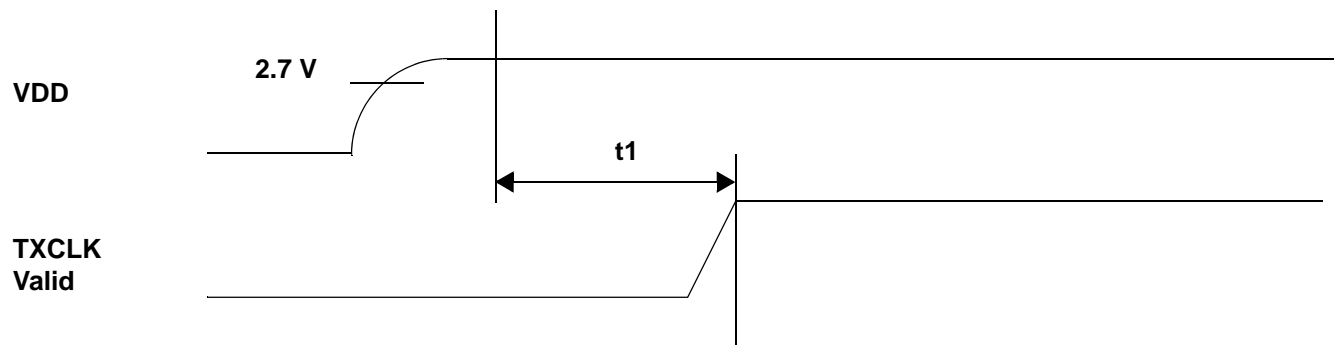 2.7 V
VDD
t1
TXCLK
Valid